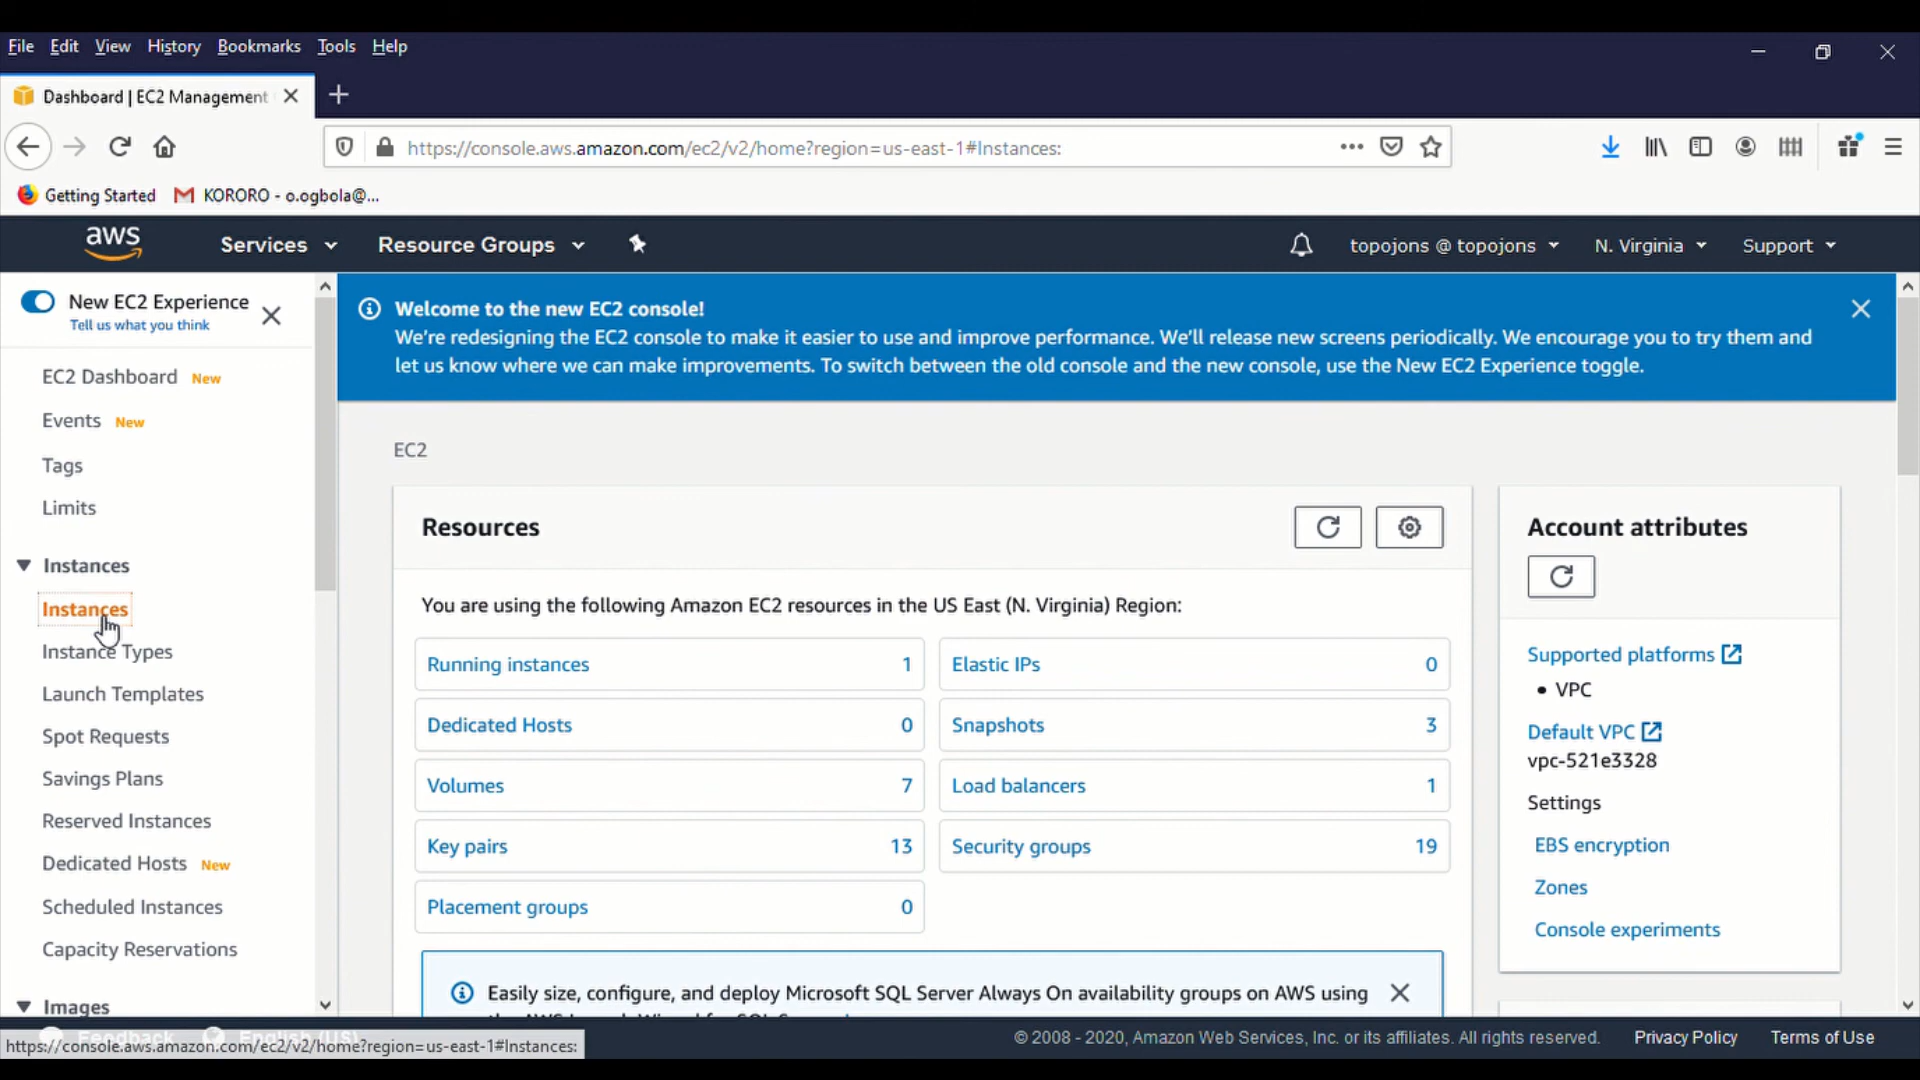 File Edit View History Bookmarks Tools Help
Dashboard | EC2 Management
https://console.aws.amazon.com/ec2/v2/home?region=us-east-1#Instances:
Getting Started KORORO - o.ogbola@...
aws Services Resource Groups topojons @ topojons N. Virginia Support
New EC2 Experience
Tell us what you think
EC2 Dashboard New
Events New
Tags
Limits
Instances
Instances
Instance Types
Launch Templates
Spot Requests
Savings Plans
Reserved Instances
Dedicated Hosts New
Scheduled Instances
Capacity Reservations
Images
Welcome to the new EC2 console!
We're redesigning the EC2 console to make it easier to use and improve performance. We'll release new screens periodically. We encourage you to try them and
let us know where we can make improvements. To switch between the old console and the new console, use the New EC2 Experience toggle.
EC2
Resources
You are using the following Amazon EC2 resources in the US East (N. Virginia) Region:
Running instances 1
Elastic IPs 0
Dedicated Hosts 0
Snapshots 3
Volumes 7
Load balancers 1
Key pairs 13
Security groups 19
Placement groups 0
Easily size, configure, and deploy Microsoft SQL Server Always On availability groups on AWS using
Account attributes
Supported platforms
• VPC
Default VPC
vpc-521e3328
Settings
EBS encryption
Zones
Console experiments
Feedback English (US)
https://console.aws.amazon.com/ec2/v2/home?region=us-east-1#Instances:
© 2008 - 2020, Amazon Web Services, Inc. or its affiliates. All rights reserved. Privacy Policy Terms of Use